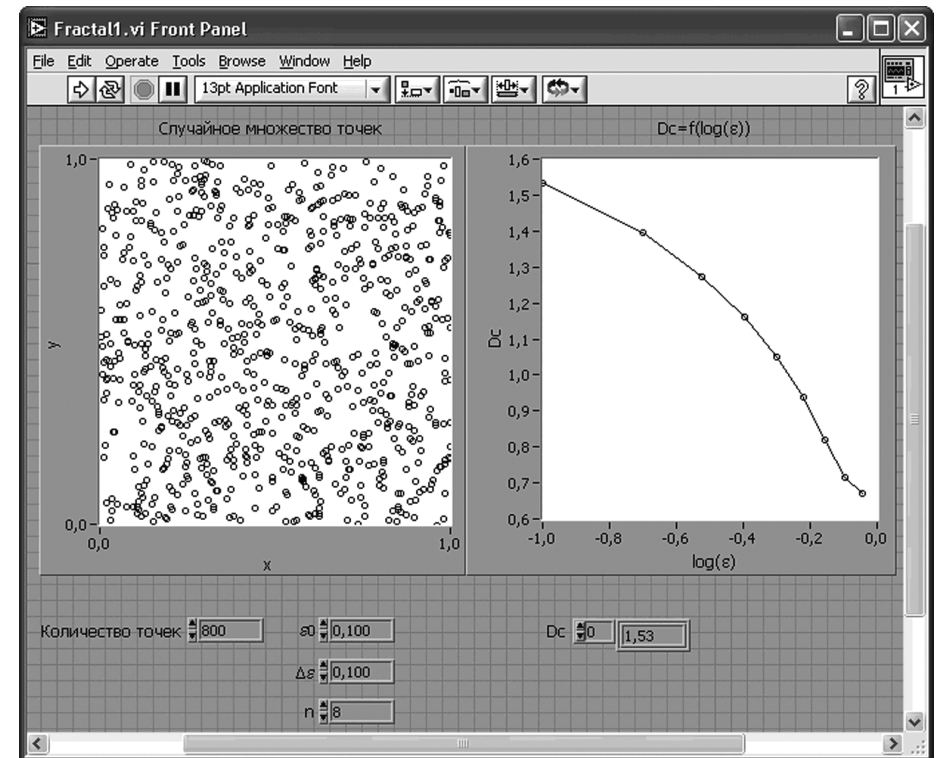 Fractal1.vi Front Panel
File Edit Operate Tools Browse Window Help
13pt Application Font
?
1
Случайное множество точек
Dc=f(log(ε))
1,0
y
0,0
0,0
1,0
x
1,6
1,5
1,4
1,3
1,2
1,1
1,0
0,9
0,8
0,7
0,6
Dc
-1,0 -0,8 -0,6 -0,4 -0,2 0,0
log(ε)
Количество точек 800
ε0 0,100
Dc 0 1,53
Δε 0,100
n 8